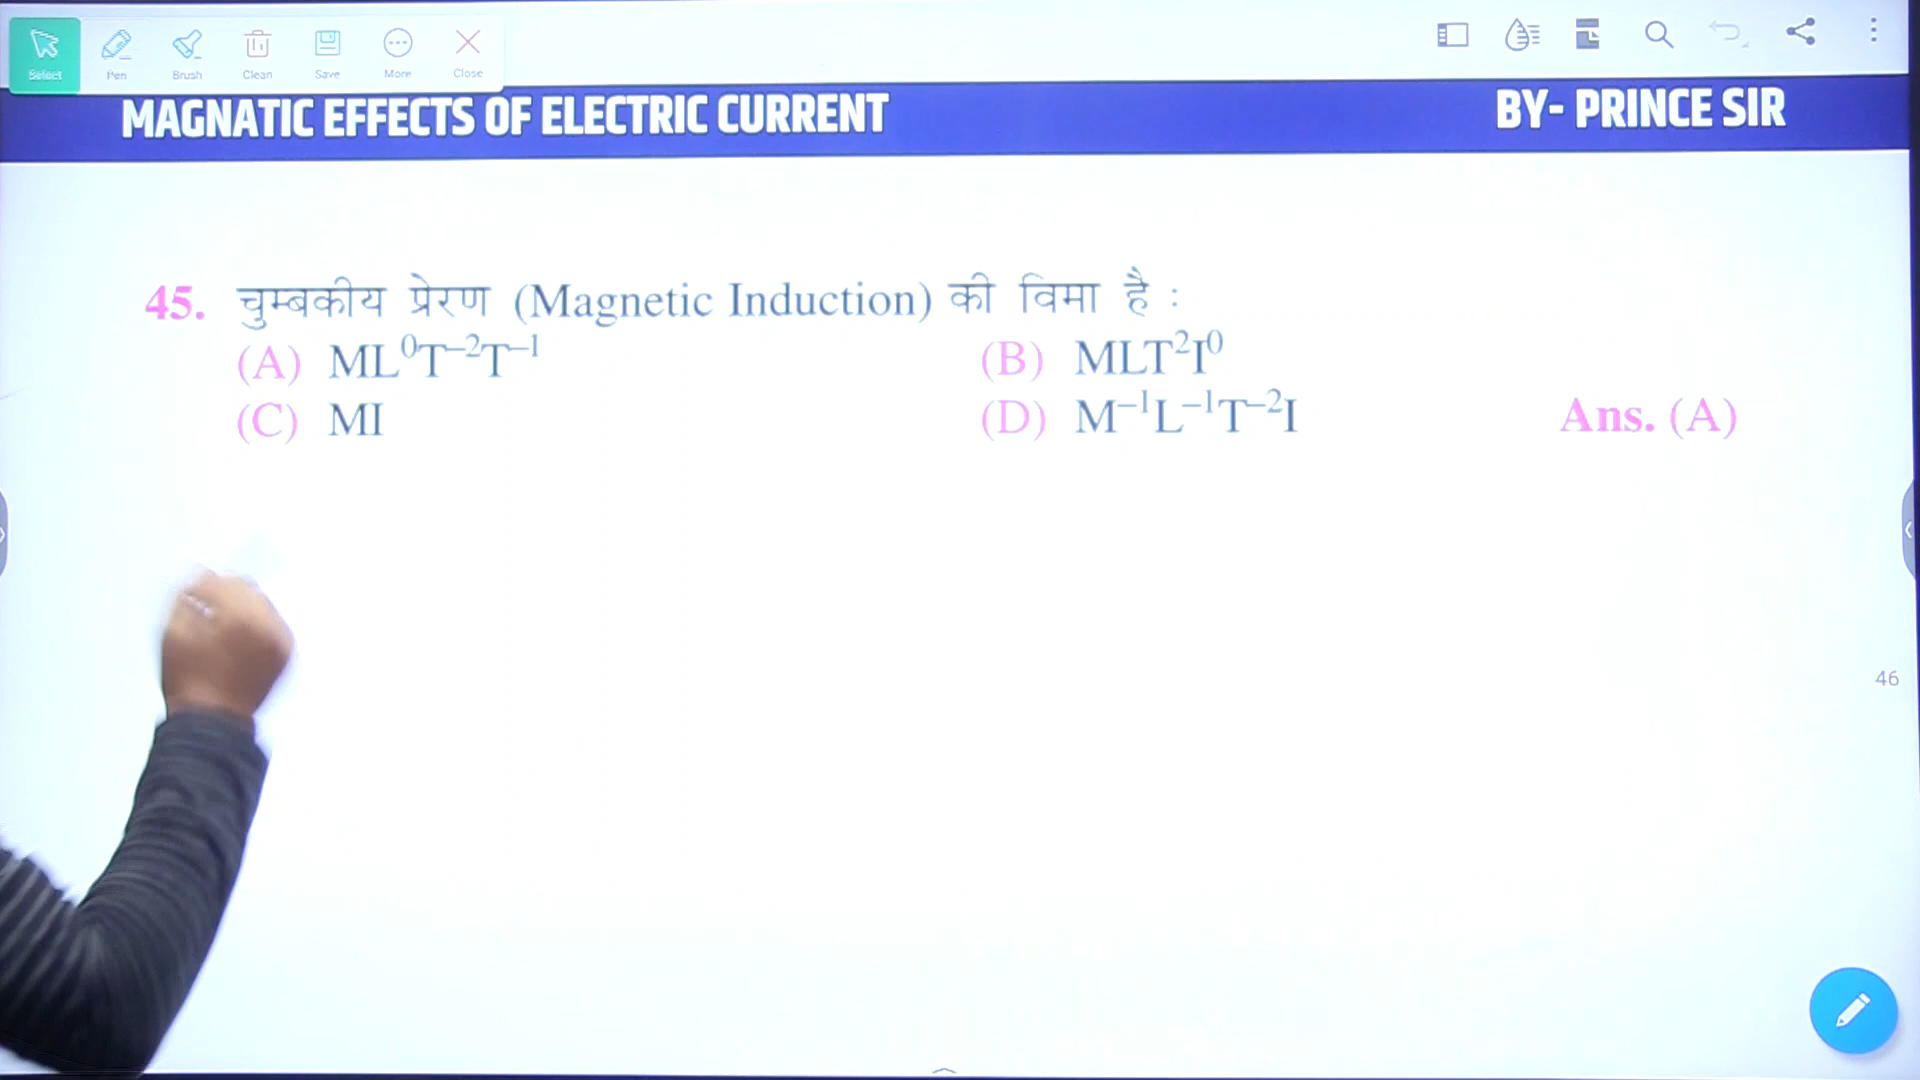 Select Pen Brush Clean Save More Close
MAGNATIC EFFECTS OF ELECTRIC CURRENT BY- PRINCE SIR
45. चुम्बकीय प्रेरण (Magnetic Induction) की विमा है :
(A) ML⁰T⁻²T⁻¹ (B) MLT²I⁰
(C) MI (D) M⁻¹L⁻¹T⁻²I Ans. (A)
46